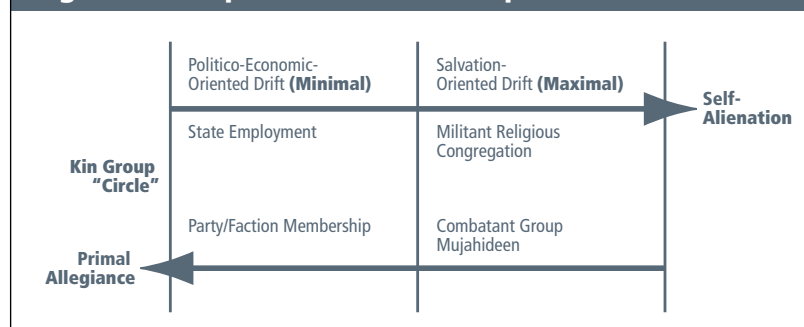 Politico-Economic-
Oriented Drift (Minimal)
Salvation-
Oriented Drift (Maximal)
Self-
Alienation
State Employment
Militant Religious
Congregation
Kin Group
"Circle"
Party/Faction Membership
Combatant Group
Mujahideen
Primal
Allegiance